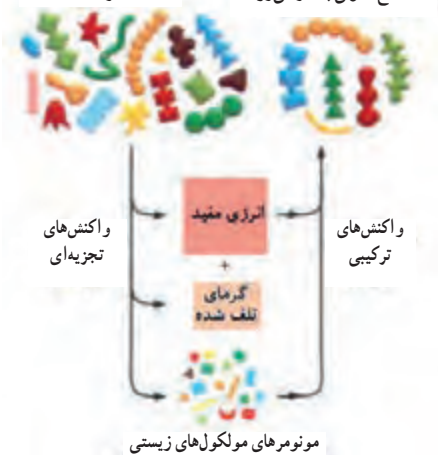 واکنش‌های
ترکیبی
انرژی مفید
واکنش‌های
تجزیه‌ای
+
گرمای
تلف شده
مونومرهای مولکول‌های زیستی